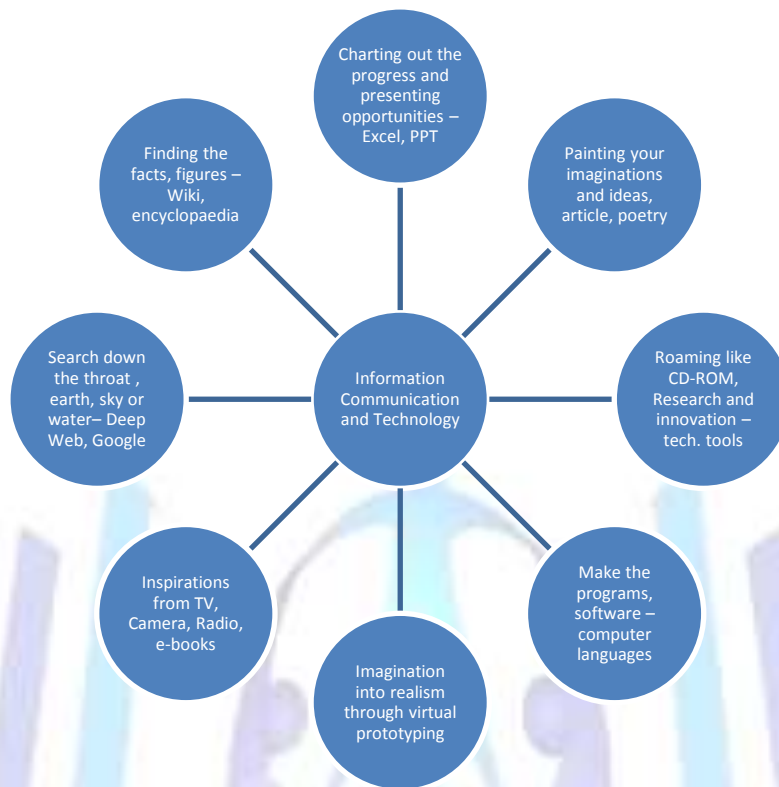 Charting out the
progress and
presenting
opportunities –
Excel, PPT
Finding the
facts, figures –
Wiki,
encyclopaedia
Painting your
imaginations
and ideas,
article, poetry
Search down
the throat ,
earth, sky or
water– Deep
Web, Google
Information
Communication
and Technology
Roaming like
CD-ROM,
Research and
innovation –
tech. tools
Inspirations
from TV,
Camera, Radio,
e-books
Make the
programs,
software –
computer
languages
Imagination
into realism
through virtual
prototyping